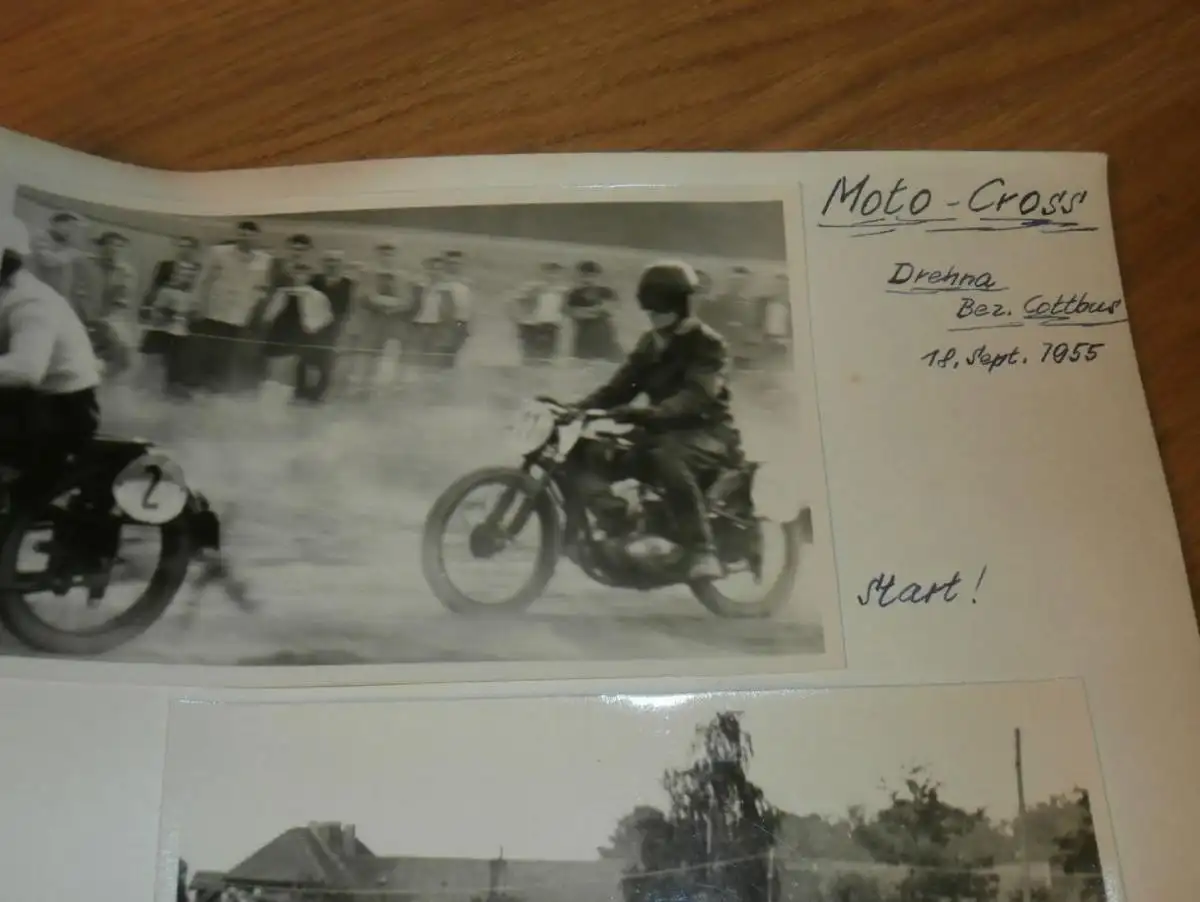 Moto-Cross
Drehna
Bez. Cottbus
18. Sept. 1955
2
Start!